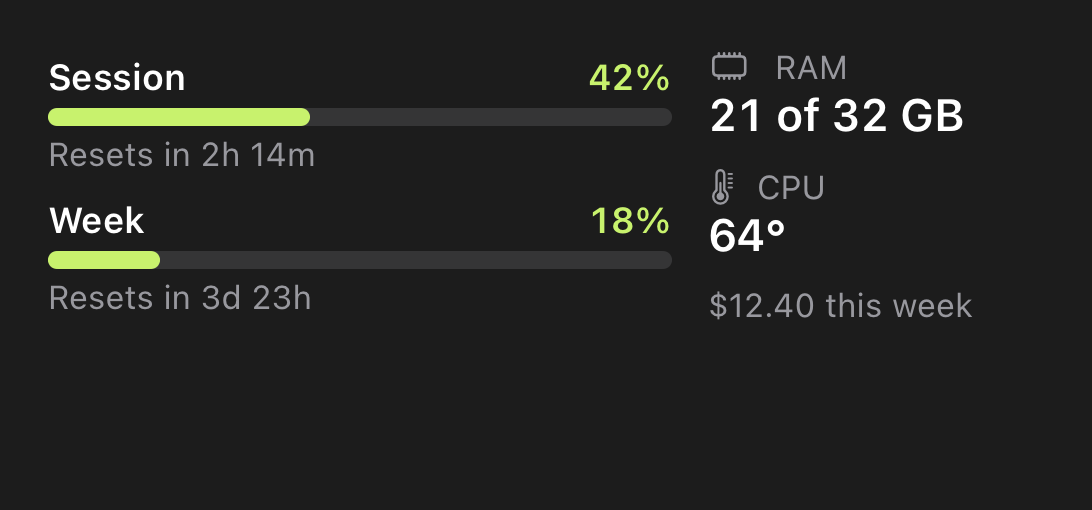 Session 42%
Resets in 2h 14m
Week 18%
Resets in 3d 23h
RAM
21 of 32 GB
CPU
64°
$12.40 this week